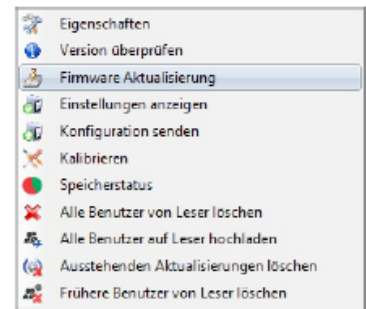 Eigenschaften
Version überprüfen
Firmware Aktualisierung
Einstellungen anzeigen
Konfiguration senden
Kalibrieren
Speicherstatus
Alle Benutzer von Leser löschen
Alle Benutzer auf Leser hochladen
Ausstehenden Aktualisierungen löschen
Frühere Benutzer von Leser löschen